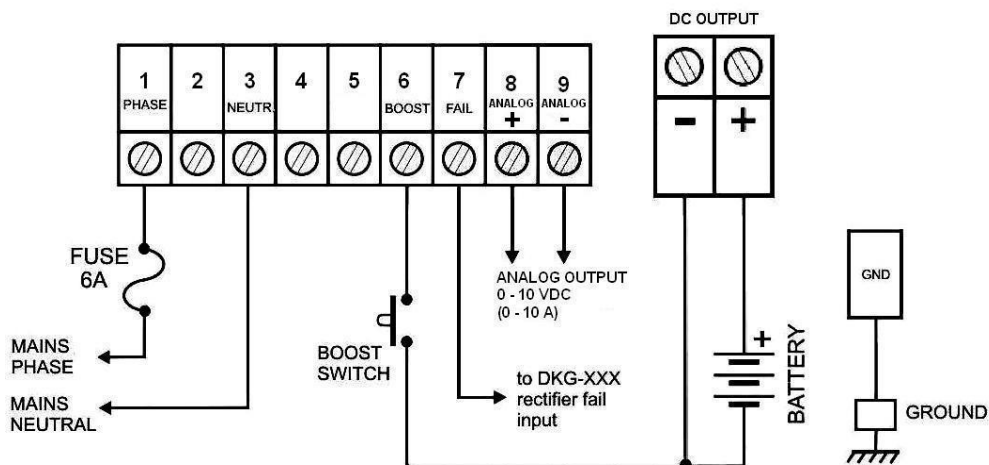 DC OUTPUT
1 2 3 4 5 6 7 8 9
PHASE NEUTR. BOOST FAIL ANALOG ANALOG
+ -
- +
FUSE
6A
ANALOG OUTPUT
0 - 10 VDC
(0 - 10 A)
GND
MAINS
PHASE
BOOST
SWITCH
+
BATTERY
to DKG-XXX
rectifier fail
input
MAINS
NEUTRAL
GROUND